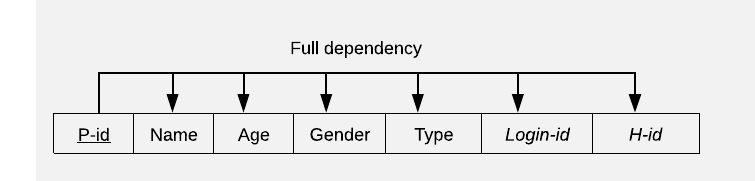 Full dependency
P-id Name Age Gender Type Login-id H-id